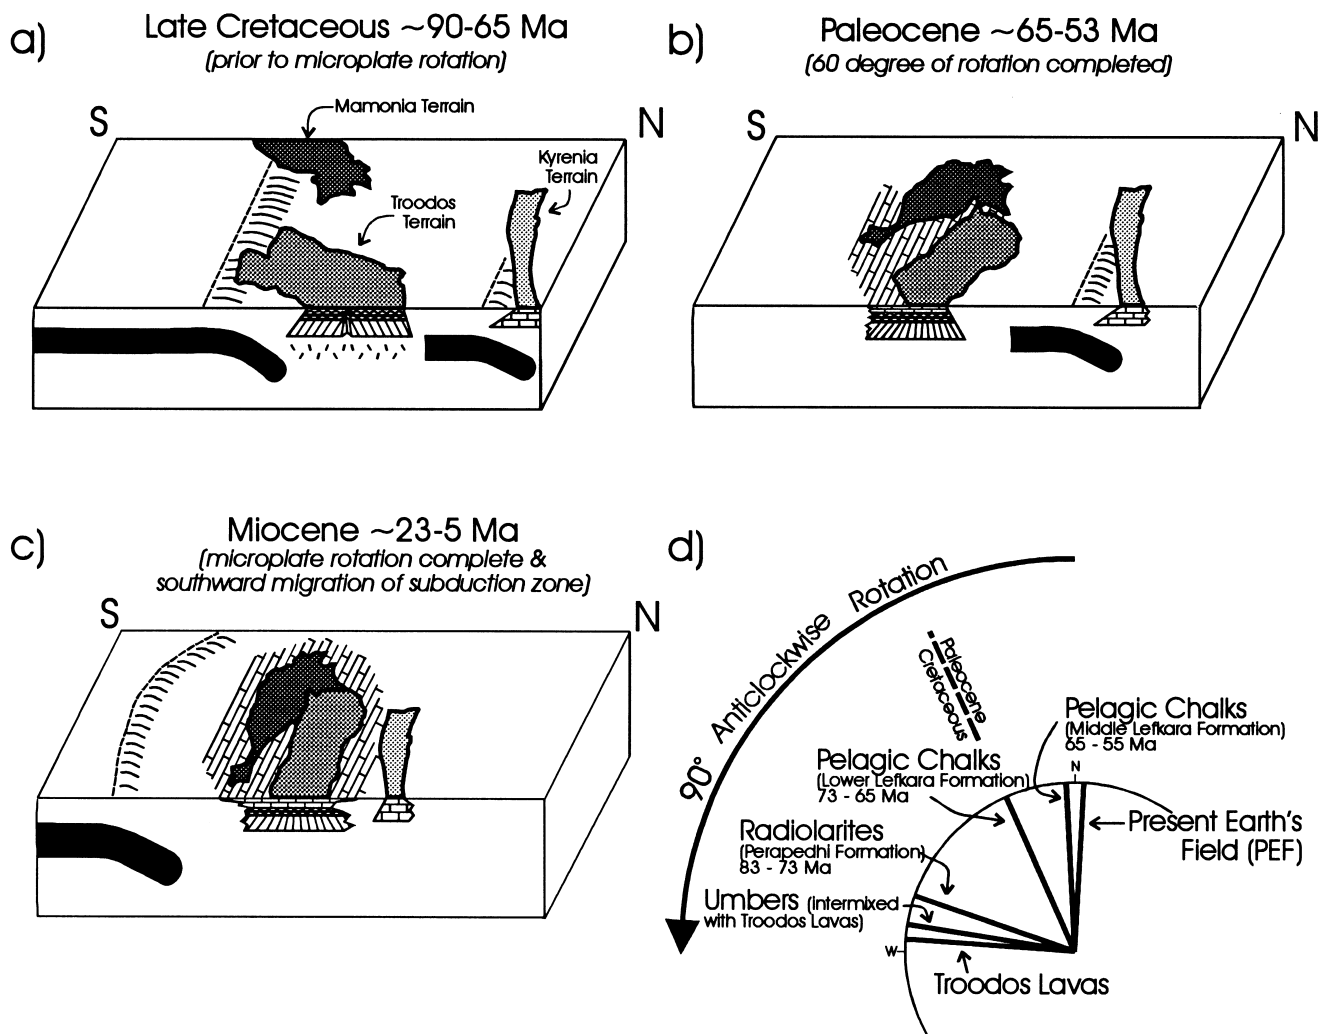 a)
Late Cretaceous ~90-65 Ma
(prior to microplate rotation)
S
N
Mamonia Terrain
Kyrenia
Terrain
Troodos
Terrain
b)
Paleocene ~65-53 Ma
(60 degree of rotation completed)
S
N
c)
Miocene ~23-5 Ma
(microplate rotation complete &
southward migration of subduction zone)
S
N
d)
90° Anticlockwise Rotation
Paleocene
Cretaceous
Pelagic Chalks
(Middle Lefkara Formation)
65 - 55 Ma
N
Pelagic Chalks
(Lower Lefkara Formation)
73 - 65 Ma
Present Earth's
Field (PEF)
Radiolarites
(Perapedhi Formation)
83 - 73 Ma
Umbers (intermixed
with Troodos Lavas)
W
Troodos Lavas